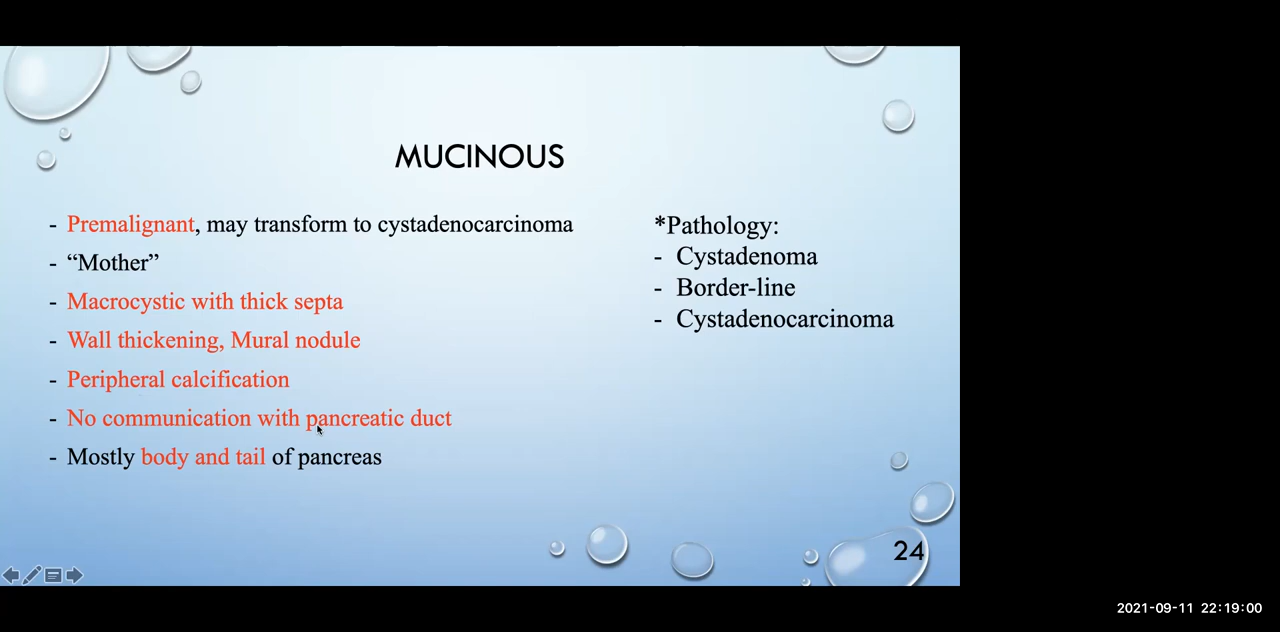 MUCINOUS
- Premalignant, may transform to cystadenocarcinoma
- “Mother”
- Macrocystic with thick septa
- Wall thickening, Mural nodule
- Peripheral calcification
- No communication with pancreatic duct
- Mostly body and tail of pancreas
*Pathology:
- Cystadenoma
- Border-line
- Cystadenocarcinoma
24
2021-09-11 22:19:00